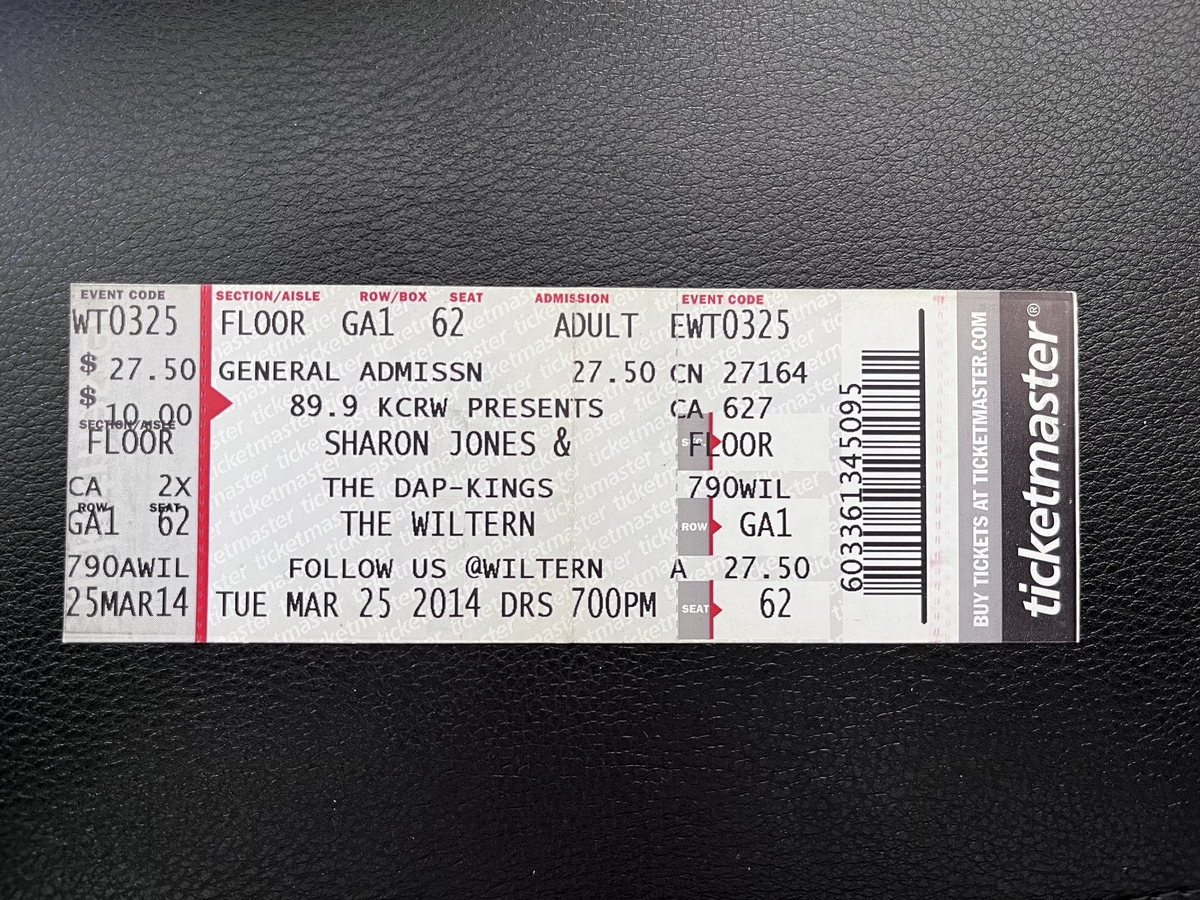 EVENT CODE
WT0325
$ 27.50
$ 10.00
SECTION/AISLE
FLOOR
CA 2X
ROW SEAT
GA1 62
790AWIL
25MAR14
SECTION/AISLE ROW/BOX SEAT ADMISSION
FLOOR GA1 62 ADULT
GENERAL ADMISSN 27.50
89.9 KCRW PRESENTS
SHARON JONES &
THE DAP-KINGS
THE WILTERN
FOLLOW US @WILTERN
TUE MAR 25 2014 DRS 700PM
EVENT CODE
EWT0325
CN 27164
CA 627
SEC. FLOOR
790WIL
ROW GA1
A 27.50
SEAT 62
603361345095
BUY TICKETS AT TICKETMASTER.COM
ticketmaster®